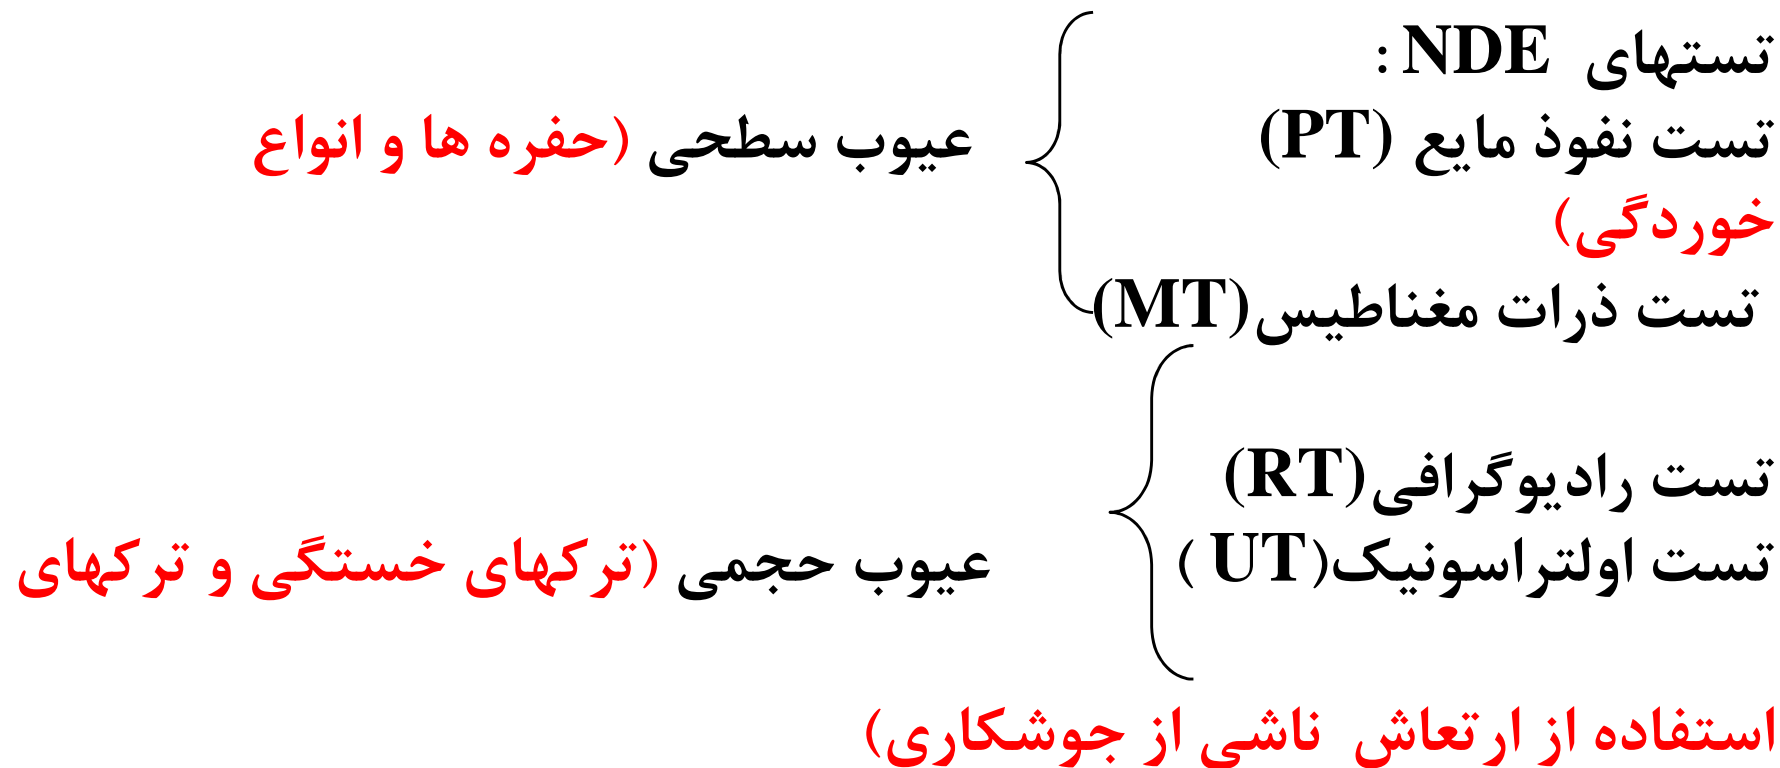 تستهای NDE :
تست نفوذ مایع (PT) عیوب سطحی (حفره ها و انواع
خوردگی)
تست ذرات مغناطیس(MT)
تست رادیوگرافی(RT)
تست اولتراسونیک(UT ) عیوب حجمی (ترکهای خستگی و ترکهای
استفاده از ارتعاش ناشی از جوشکاری)